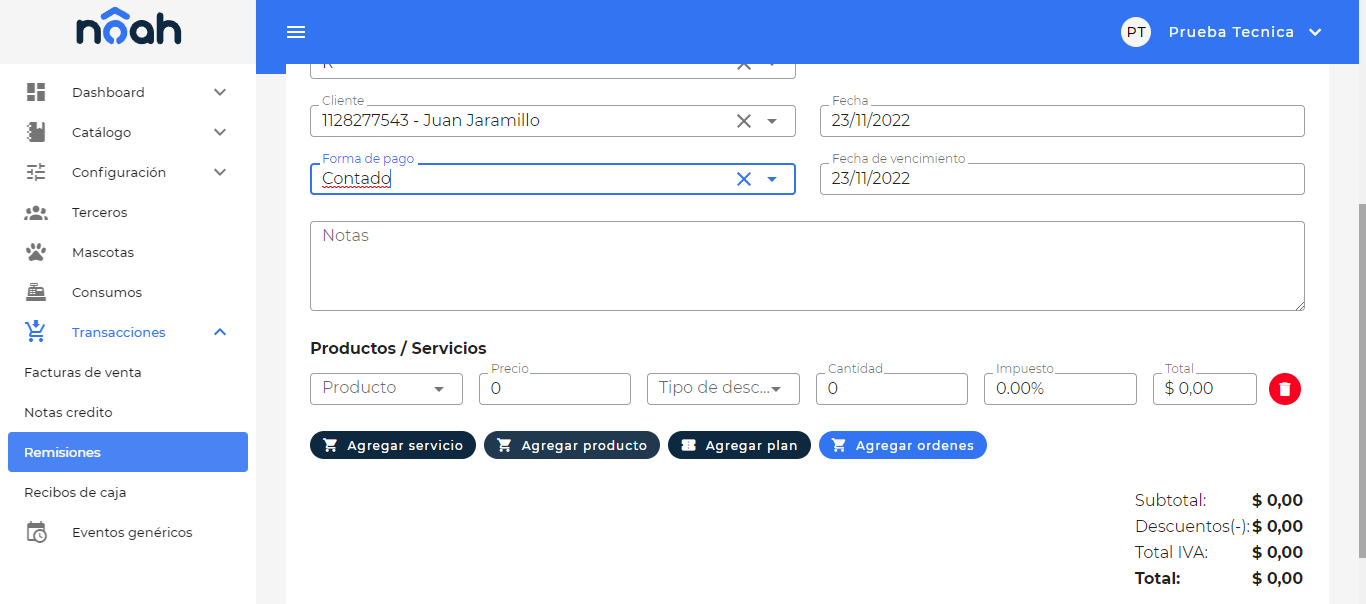 nôah
PT Prueba Tecnica
Dashboard
Catálogo
Configuración
Terceros
Mascotas
Consumos
Transacciones
Facturas de venta
Notas credito
Remisiones
Recibos de caja
Eventos genéricos
Cliente
1128277543 - Juan Jaramillo
Fecha
23/11/2022
Forma de pago
Contado
Fecha de vencimiento
23/11/2022
Notas
Productos / Servicios
Producto
Precio
0
Tipo de desc...
Cantidad
0
Impuesto
0.00%
Total
$ 0,00
Agregar servicio
Agregar producto
Agregar plan
Agregar ordenes
Subtotal: $ 0,00
Descuentos(-): $ 0,00
Total IVA: $ 0,00
Total: $ 0,00